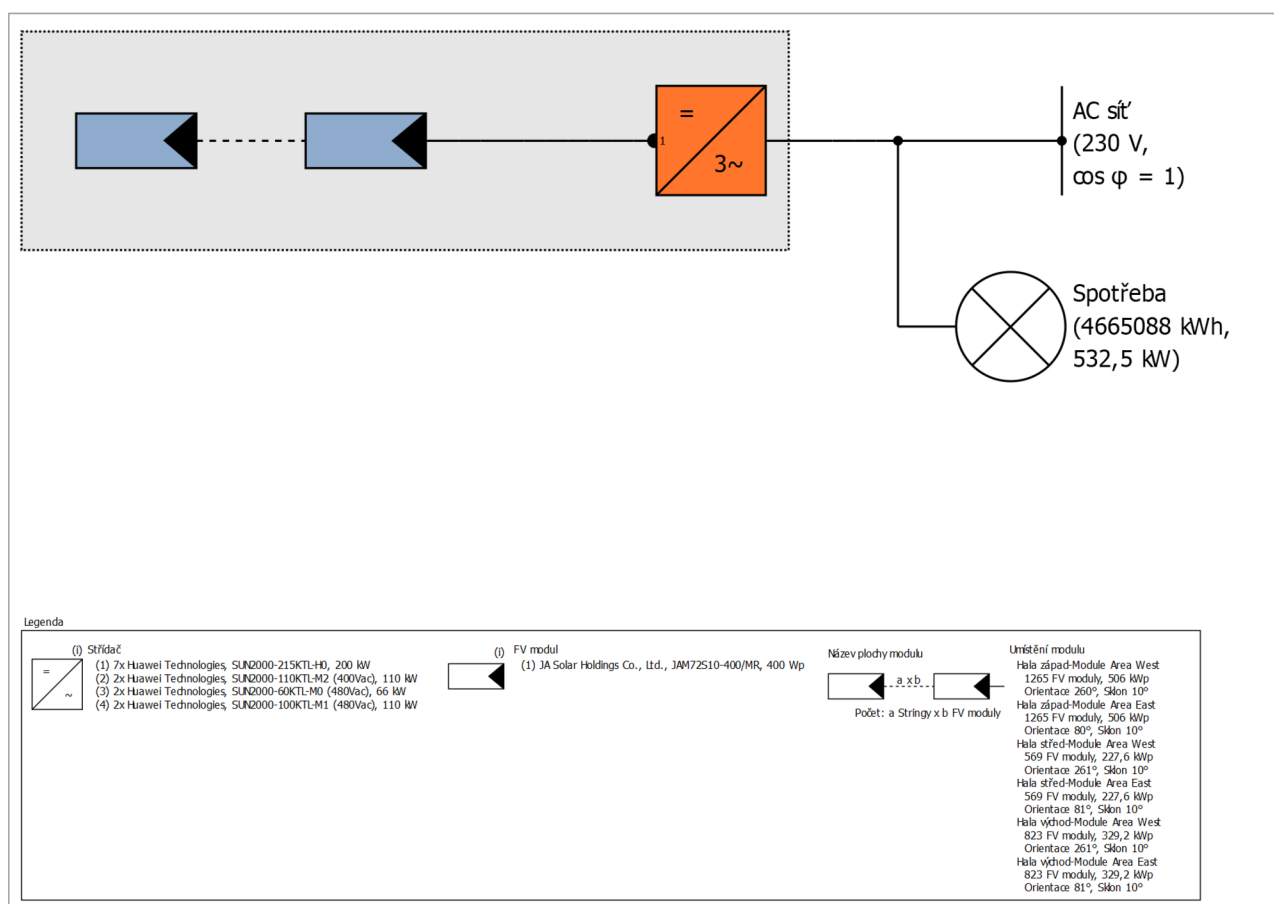 =
1
3~
AC síť
(230 V,
cos φ = 1)
Spotřeba
(4665088 kWh,
532,5 kW)
Legenda
(i) Střídač
=
~
(1) 7x Huawei Technologies, SUN2000-215KTL-H0, 200 kW
(2) 2x Huawei Technologies, SUN2000-110KTL-M2 (400Vac), 110 kW
(3) 2x Huawei Technologies, SUN2000-60KTL-M0 (480Vac), 66 kW
(4) 2x Huawei Technologies, SUN2000-100KTL-M1 (480Vac), 110 kW
(i) FV modul
(1) JA Solar Holdings Co., Ltd., JAM72S10-400/MR, 400 Wp
Název plochy modulu
a x b
Počet: a Stringy x b FV moduly
Umístění modulu
Hala západ-Module Area West
1265 FV moduly, 506 kWp
Orientace 260°, Sklon 10°
Hala západ-Module Area East
1265 FV moduly, 506 kWp
Orientace 80°, Sklon 10°
Hala střed-Module Area West
569 FV moduly, 227,6 kWp
Orientace 261°, Sklon 10°
Hala střed-Module Area East
569 FV moduly, 227,6 kWp
Orientace 81°, Sklon 10°
Hala východ-Module Area West
823 FV moduly, 329,2 kWp
Orientace 261°, Sklon 10°
Hala východ-Module Area East
823 FV moduly, 329,2 kWp
Orientace 81°, Sklon 10°